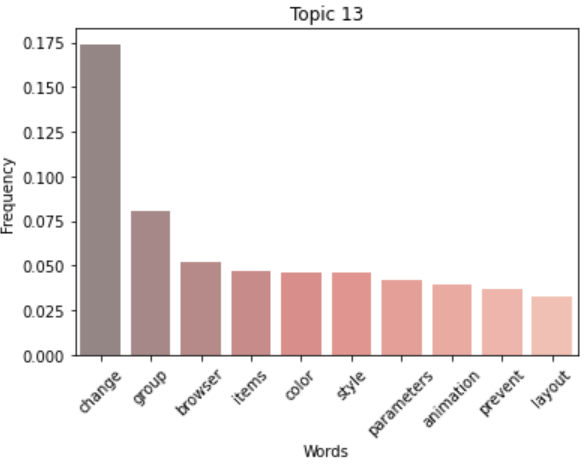 Topic 13
Frequency
0.175
0.150
0.125
0.100
0.075
0.050
0.025
0.000
change
group
browser
items
color
style
parameters
animation
prevent
layout
Words